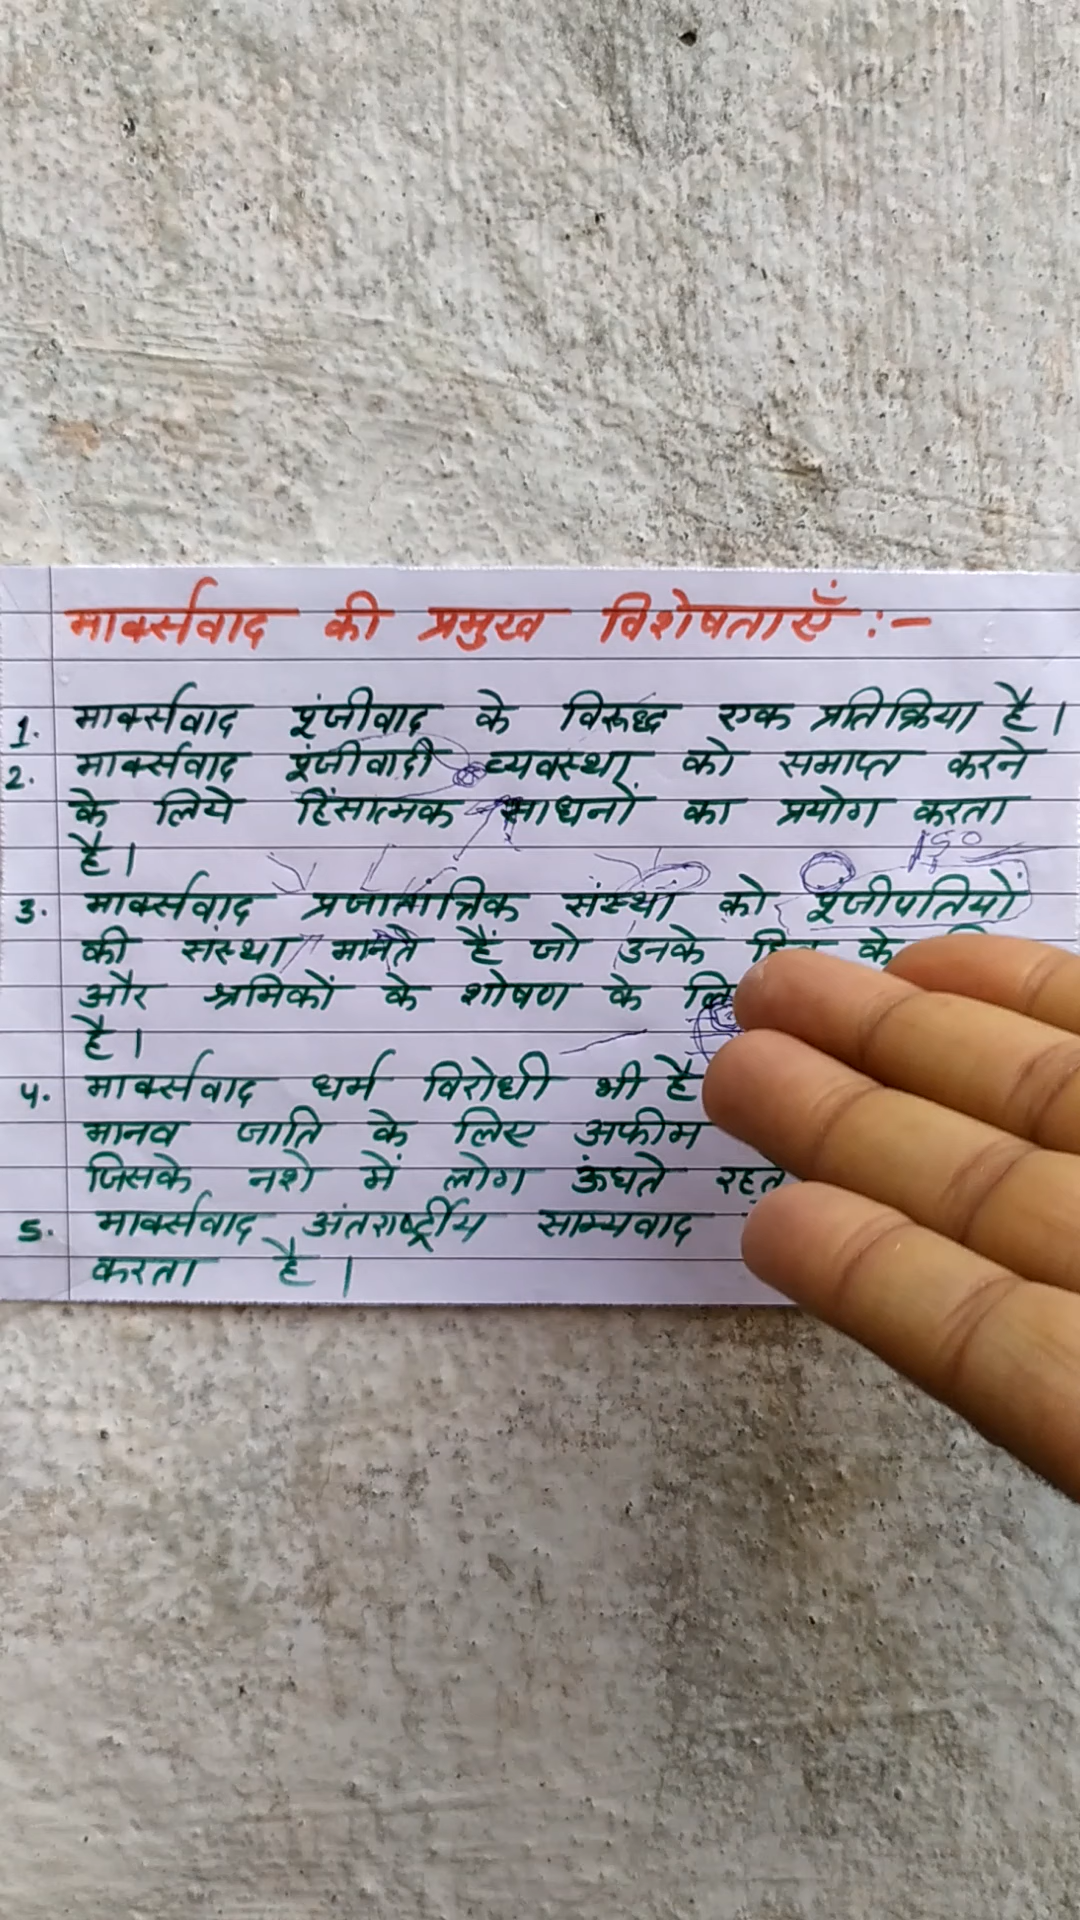 मार्क्सवाद की प्रमुख विशेषताएँ :-
1. मार्क्सवाद पूंजीवाद के विरूद्ध एक प्रतिक्रिया है।
2. मार्क्सवाद पूंजीवादी व्यवस्था को समाप्त करने
के लिये हिंसात्मक साधनों का प्रयोग करता
है।
3. मार्क्सवाद प्रजातान्त्रिक संस्था को पूंजीपतियों
की संस्था मानते हैं जो उनके के
और श्रमिकों के शोषण के
है।
4. मार्क्सवाद धर्म विरोधी भी है
मानव जाति के लिए अफीम
जिसके नशे में लोग ऊंघते
5. मार्क्सवाद अंतराष्ट्रीय साम्यवाद
करता है।